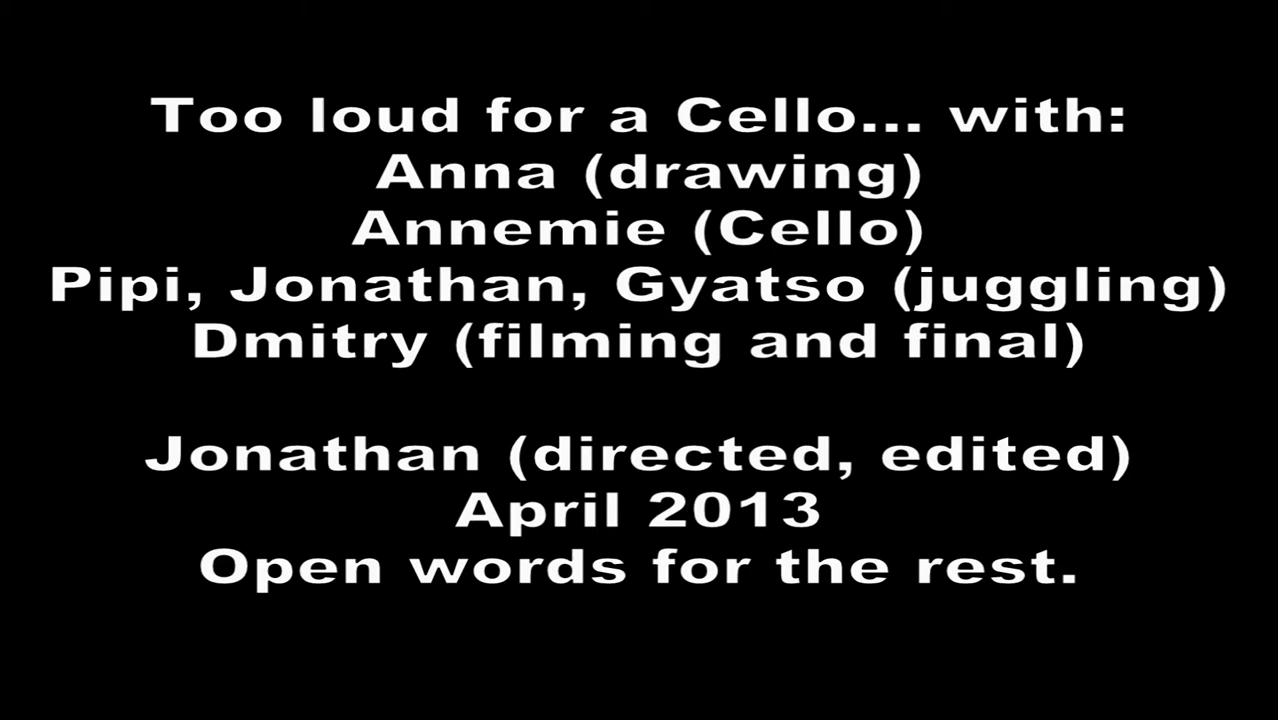 Too loud for a Cello... with:
Anna (drawing)
Annemie (Cello)
Pipi, Jonathan, Gyatso (juggling)
Dmitry (filming and final)
Jonathan (directed, edited)
April 2013
Open words for the rest.